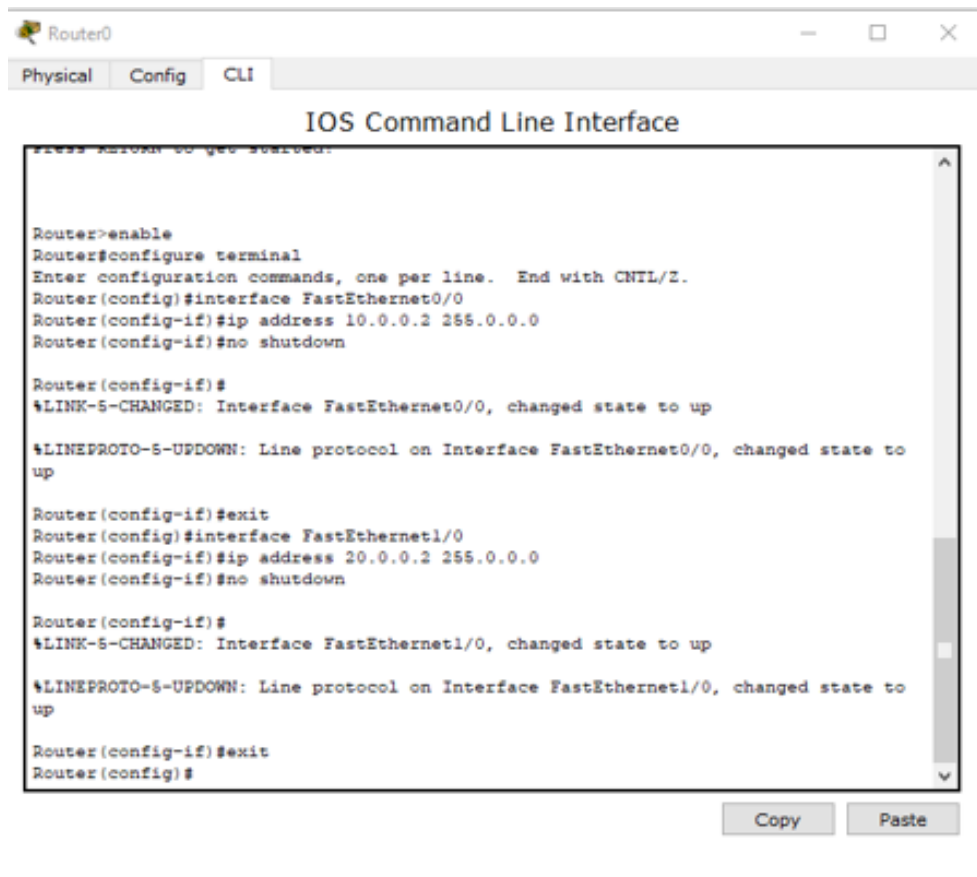 Router0
Physical Config CLI
IOS Command Line Interface
Press RETURN to get started!
Router>enable
Router#configure terminal
Enter configuration commands, one per line.  End with CNTL/Z.
Router(config)#interface FastEthernet0/0
Router(config-if)#ip address 10.0.0.2 255.0.0.0
Router(config-if)#no shutdown
Router(config-if)#
%LINK-5-CHANGED: Interface FastEthernet0/0, changed state to up
%LINEPROTO-5-UPDOWN: Line protocol on Interface FastEthernet0/0, changed state to
up
Router(config-if)#exit
Router(config)#interface FastEthernet1/0
Router(config-if)#ip address 20.0.0.2 255.0.0.0
Router(config-if)#no shutdown
Router(config-if)#
%LINK-5-CHANGED: Interface FastEthernet1/0, changed state to up
%LINEPROTO-5-UPDOWN: Line protocol on Interface FastEthernet1/0, changed state to
up
Router(config-if)#exit
Router(config)#
Copy Paste